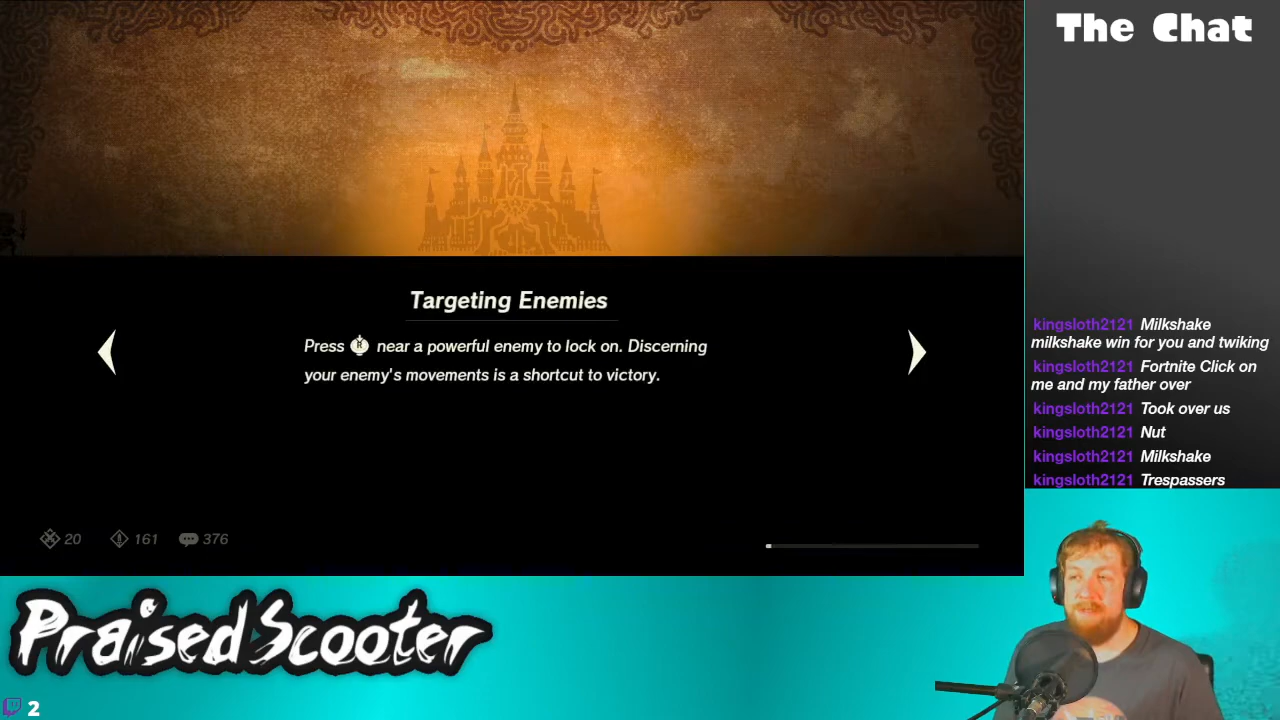 The Chat
Targeting Enemies
Press R near a powerful enemy to lock on. Discerning
your enemy's movements is a shortcut to victory.
kingsloth2121 Milkshake
milkshake win for you and twiking
kingsloth2121 Fortnite Click on
me and my father over
kingsloth2121 Took over us
kingsloth2121 Nut
kingsloth2121 Milkshake
kingsloth2121 Trespassers
20 161 376
PraisedScooter
2